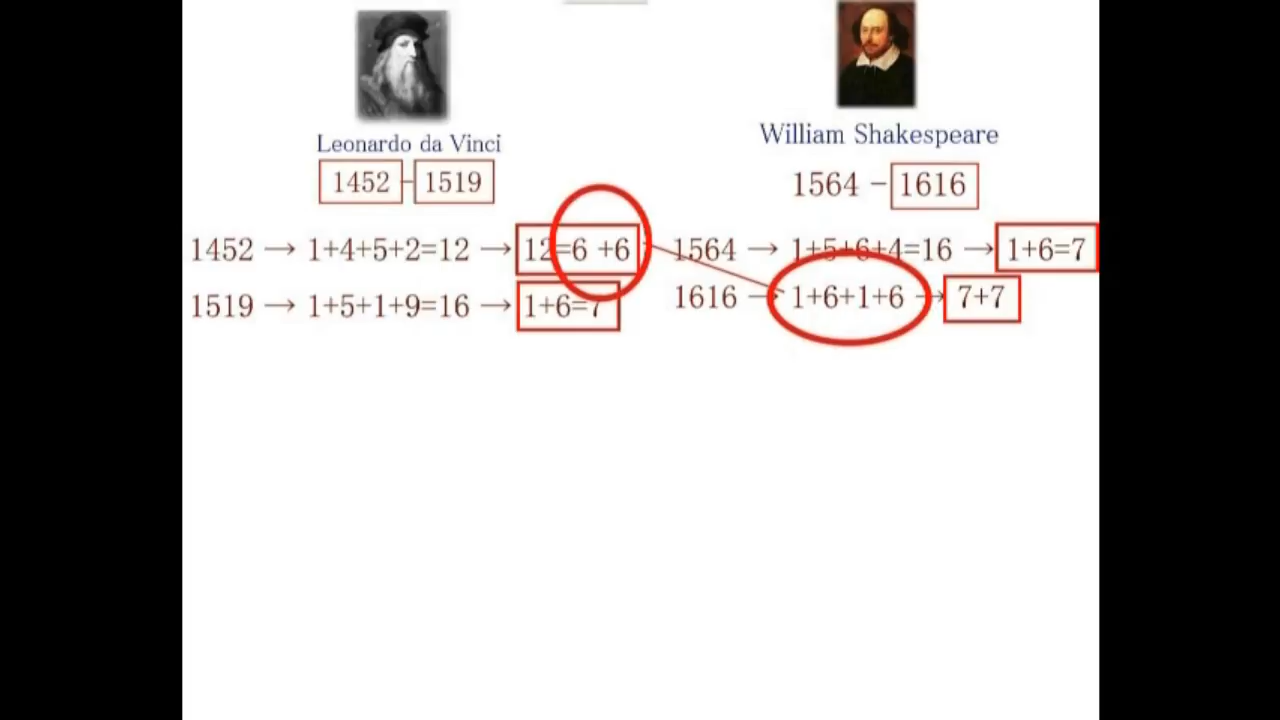 Leonardo da Vinci
1452 - 1519
1452 → 1+4+5+2=12 → 12=6 +6
1519 → 1+5+1+9=16 → 1+6=7
William Shakespeare
1564 - 1616
1564 → 1+5+6+4=16 → 1+6=7
1616 → 1+6+1+6 → 7+7